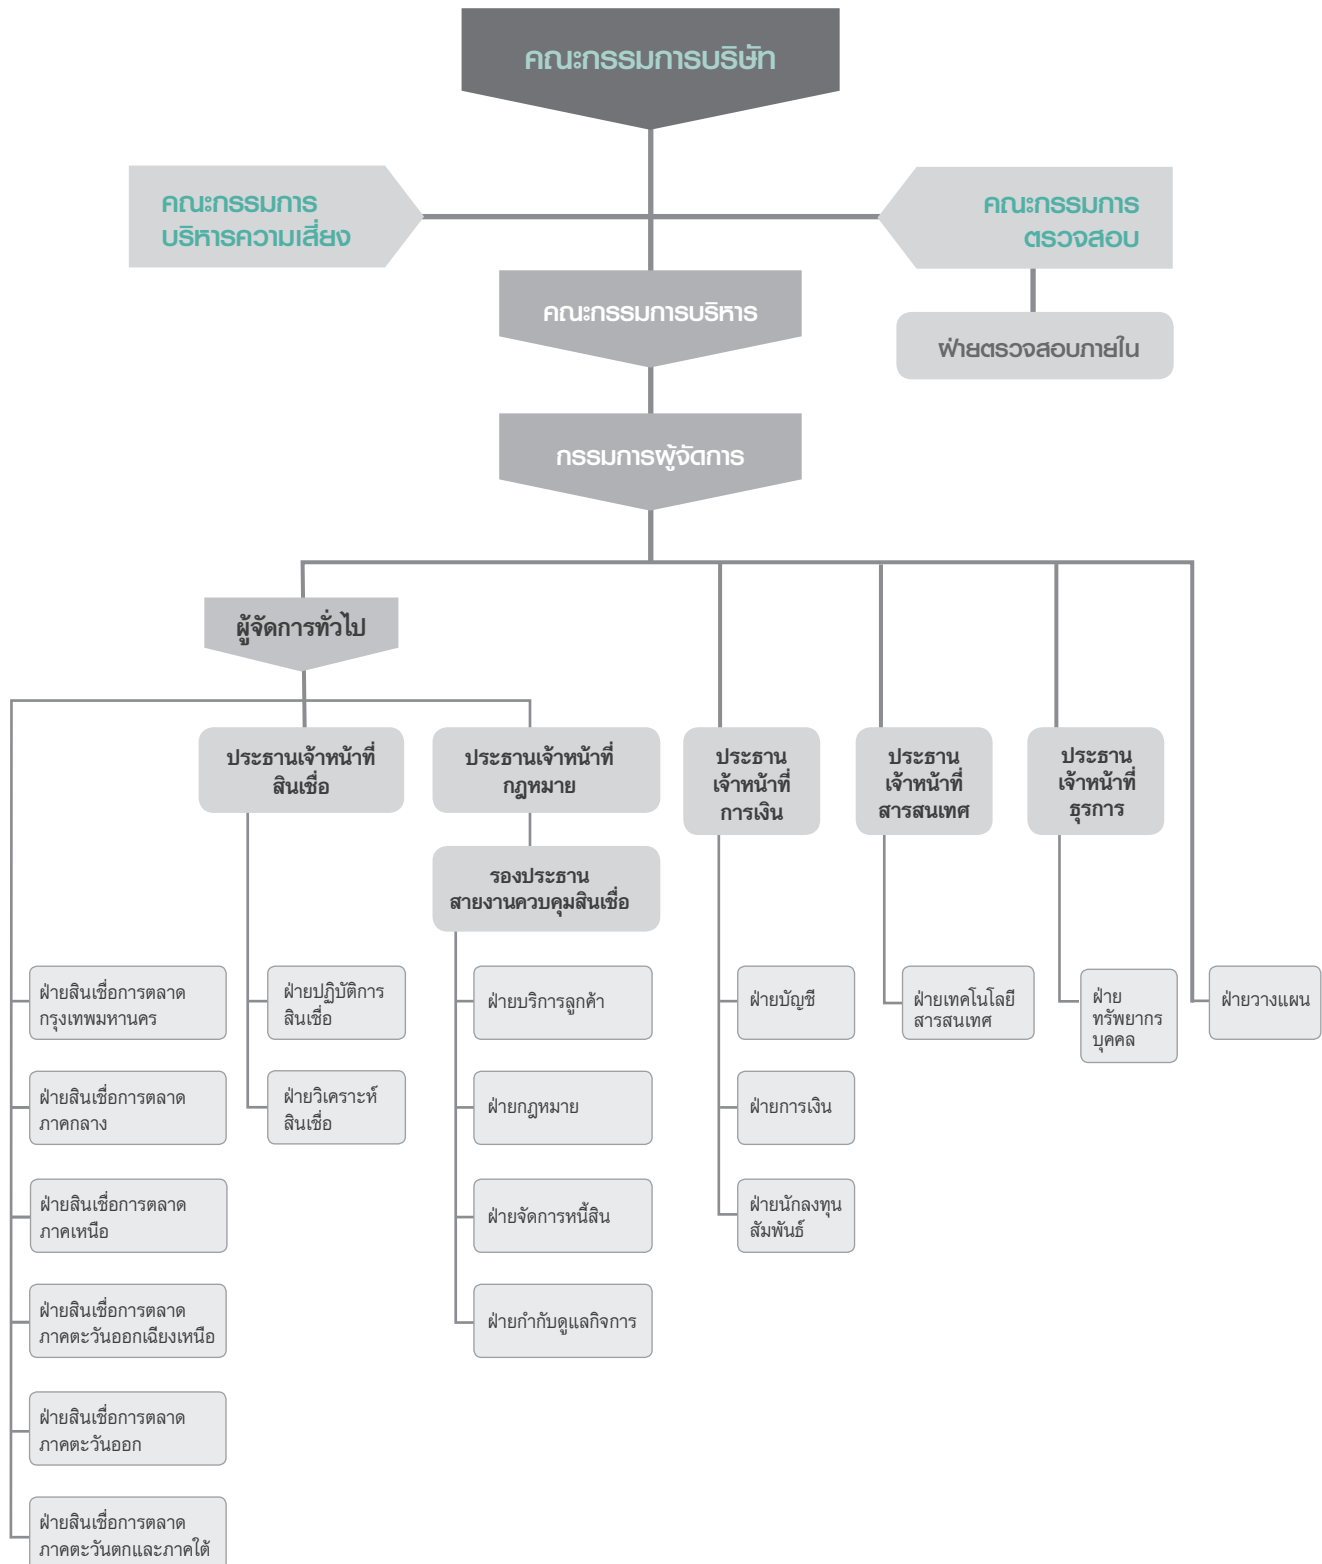 คณะกรรมการบริษัท
คณะกรรมการ
บริหารความเสี่ยง
คณะกรรมการ
ตรวจสอบ
คณะกรรมการบริหาร
ฝ่ายตรวจสอบภายใน
กรรมการผู้จัดการ
ผู้จัดการทั่วไป
ประธานเจ้าหน้าที่
สินเชื่อ
ประธานเจ้าหน้าที่
กฎหมาย
ประธาน
เจ้าหน้าที่
การเงิน
ประธาน
เจ้าหน้าที่
สารสนเทศ
ประธาน
เจ้าหน้าที่
ธุรการ
รองประธาน
สายงานควบคุมสินเชื่อ
ฝ่ายสินเชื่อการตลาด
กรุงเทพมหานคร
ฝ่ายปฏิบัติการ
สินเชื่อ
ฝ่ายบริการลูกค้า
ฝ่ายบัญชี
ฝ่ายเทคโนโลยี
สารสนเทศ
ฝ่าย
ทรัพยากร
บุคคล
ฝ่ายวางแผน
ฝ่ายสินเชื่อการตลาด
ภาคกลาง
ฝ่ายวิเคราะห์
สินเชื่อ
ฝ่ายกฎหมาย
ฝ่ายการเงิน
ฝ่ายสินเชื่อการตลาด
ภาคเหนือ
ฝ่ายจัดการหนี้สิน
ฝ่ายนักลงทุน
สัมพันธ์
ฝ่ายสินเชื่อการตลาด
ภาคตะวันออกเฉียงเหนือ
ฝ่ายกำกับดูแลกิจการ
ฝ่ายสินเชื่อการตลาด
ภาคตะวันออก
ฝ่ายสินเชื่อการตลาด
ภาคตะวันตกและภาคใต้